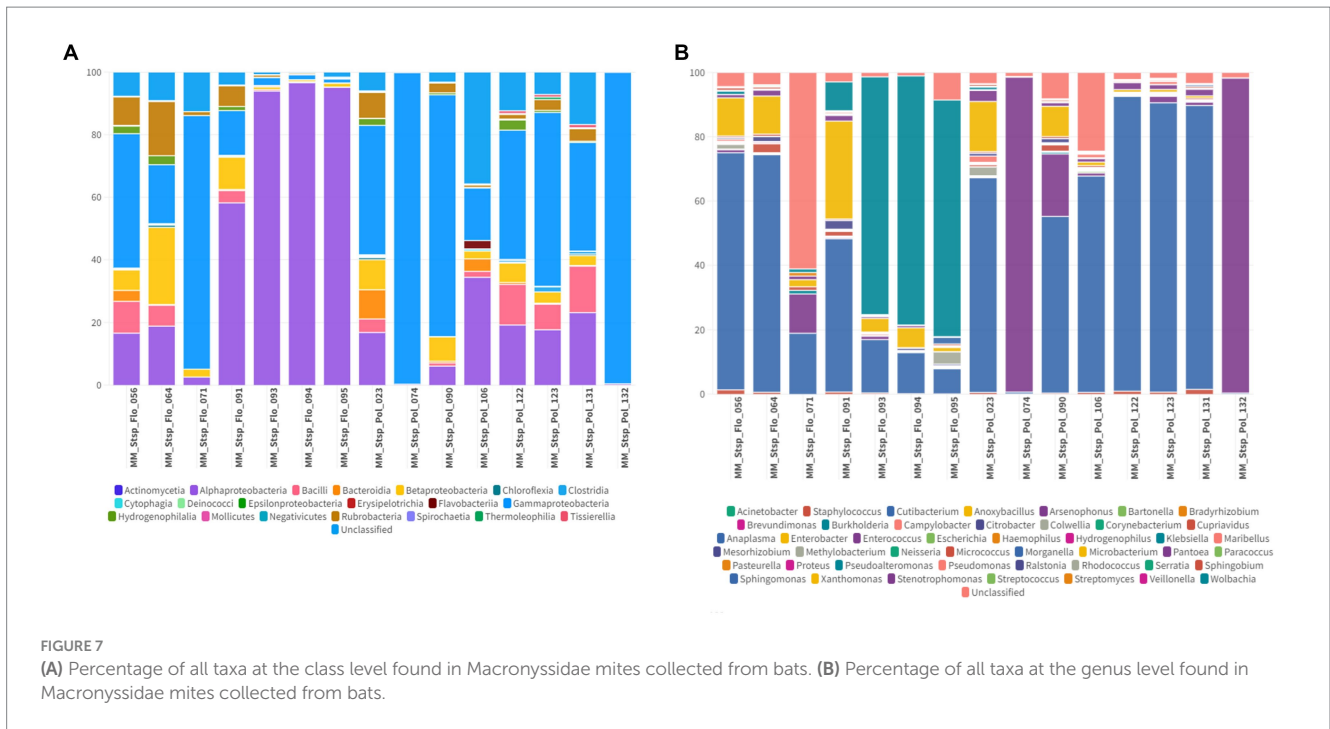 A
B
100
80
60
40
20
0
100
80
60
40
20
0
MM_Stsp_Flo_056
MM_Stsp_Flo_064
MM_Stsp_Flo_071
MM_Stsp_Flo_091
MM_Stsp_Flo_093
MM_Stsp_Flo_094
MM_Stsp_Flo_095
MM_Stsp_Pol_023
MM_Stsp_Pol_074
MM_Stsp_Pol_090
MM_Stsp_Pol_106
MM_Stsp_Pol_122
MM_Stsp_Pol_123
MM_Stsp_Pol_131
MM_Stsp_Pol_132
MM_Stsp_Flo_056
MM_Stsp_Flo_064
MM_Stsp_Flo_071
MM_Stsp_Flo_091
MM_Stsp_Flo_093
MM_Stsp_Flo_094
MM_Stsp_Flo_095
MM_Stsp_Pol_023
MM_Stsp_Pol_074
MM_Stsp_Pol_090
MM_Stsp_Pol_106
MM_Stsp_Pol_122
MM_Stsp_Pol_123
MM_Stsp_Pol_131
MM_Stsp_Pol_132
Actinomycetia Alphaproteobacteria Bacilli Bacteroidia Betaproteobacteria Chloroflexia Clostridia
Cytophagia Deinococci Epsilonproteobacteria Erysipelotrichia Flavobacteriia Gammaproteobacteria
Hydrogenophilalia Mollicutes Negativicutes Rubrobacteria Spirochaetia Thermoleophilia Tissierellia
Unclassified
Acinetobacter Staphylococcus Cutibacterium Anoxybacillus Arsenophonus Bartonella Bradyrhizobium
Brevundimonas Burkholderia Campylobacter Citrobacter Colwellia Corynebacterium Cupriavidus
Anaplasma Enterobacter Enterococcus Escherichia Haemophilus Hydrogenophilus Klebsiella Maribellus
Mesorhizobium Methylobacterium Neisseria Micrococcus Morganella Microbacterium Pantoea Paracoccus
Pasteurella Proteus Pseudoalteromonas Pseudomonas Ralstonia Rhodococcus Serratia Sphingobium
Sphingomonas Xanthomonas Stenotrophomonas Streptococcus Streptomyces Veillonella Wolbachia
Unclassified
FIGURE 7
(A) Percentage of all taxa at the class level found in Macronyssidae mites collected from bats. (B) Percentage of all taxa at the genus level found in
Macronyssidae mites collected from bats.